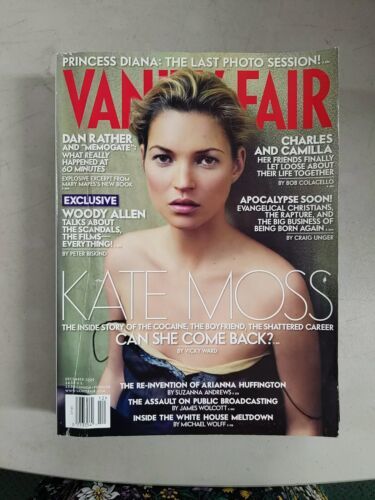 PRINCESS DIANA: THE LAST PHOTO SESSION!
VANITY FAIR
DAN RATHER
AND "MEMOGATE":
WHAT REALLY
HAPPENED AT
60 MINUTES
EXPLOSIVE EXCERPT FROM
MARY MAPES'S NEW BOOK
EXCLUSIVE
WOODY ALLEN
TALKS ABOUT
THE SCANDALS,
THE FILMS—
EVERYTHING!
BY PETER BISKIND
CHARLES
AND CAMILLA
HER FRIENDS FINALLY
LET LOOSE ABOUT
THEIR LIFE TOGETHER
BY BOB COLACELLO
APOCALYPSE SOON!
EVANGELICAL CHRISTIANS,
THE RAPTURE, AND
THE BIG BUSINESS OF
BEING BORN AGAIN
BY CRAIG UNGER
KATE MOSS
THE INSIDE STORY OF THE COCAINE, THE BOYFRIEND, THE SHATTERED CAREER
CAN SHE COME BACK?
BY VICKY WARD
THE RE-INVENTION OF ARIANNA HUFFINGTON
BY SUZANNA ANDREWS
THE ASSAULT ON PUBLIC BROADCASTING
BY JAMES WOLCOTT
INSIDE THE WHITE HOUSE MELTDOWN
BY MICHAEL WOLFF
DECEMBER 2005